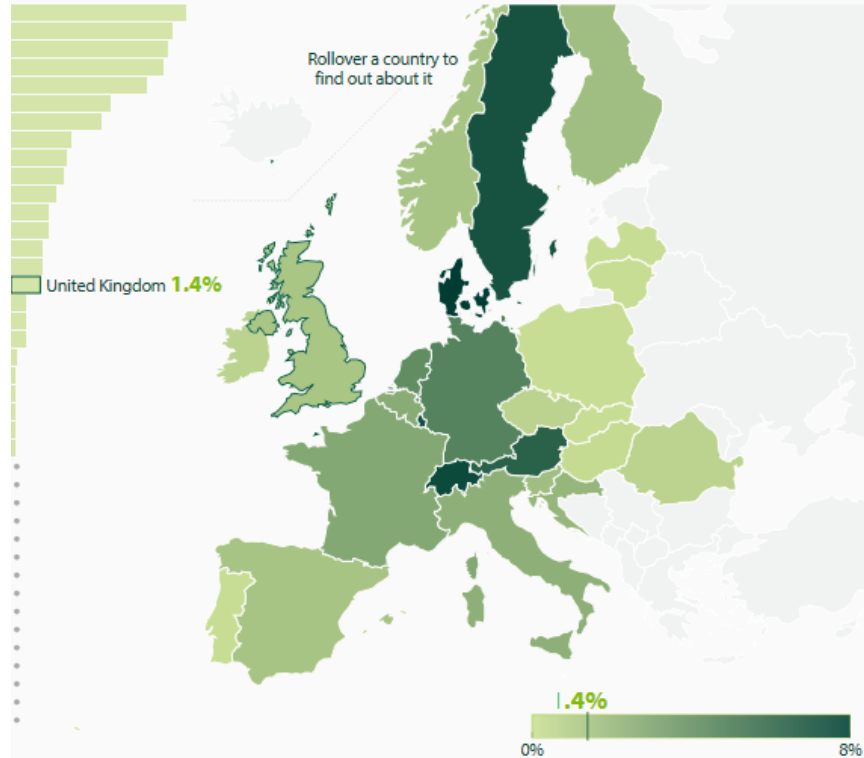 Rollover a country to
find out about it
United Kingdom 1.4%
.4%
0%
8%